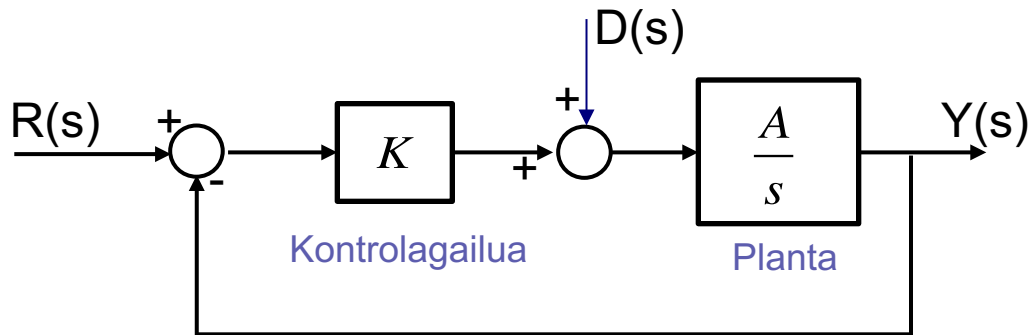 D(s)
R(s)
+
-
K
+
+
A
s
Y(s)
Kontrolagailua
Planta